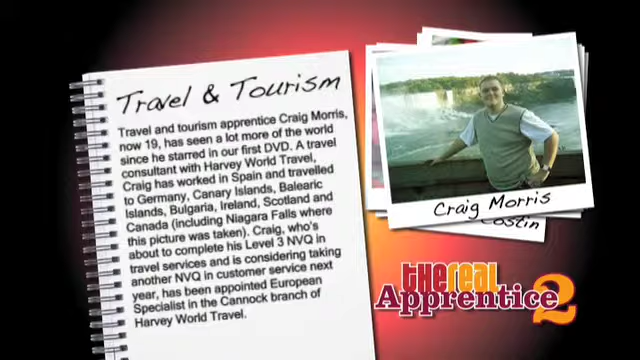 Travel & Tourism
Travel and tourism apprentice Craig Morris,
now 19, has seen a lot more of the world
since he starred in our first DVD. A travel
consultant with Harvey World Travel,
Craig has worked in Spain and travelled
to Germany, Canary Islands, Balearic
Islands, Bulgaria, Ireland, Scotland and
Canada (including Niagara Falls where
this picture was taken). Craig, who's
about to complete his Level 3 NVQ in
travel services and is considering taking
another NVQ in customer service next
year, has been appointed European
Specialist in the Cannock branch of
Harvey World Travel.
Craig Morris
Costin
thereal
Apprentice 2